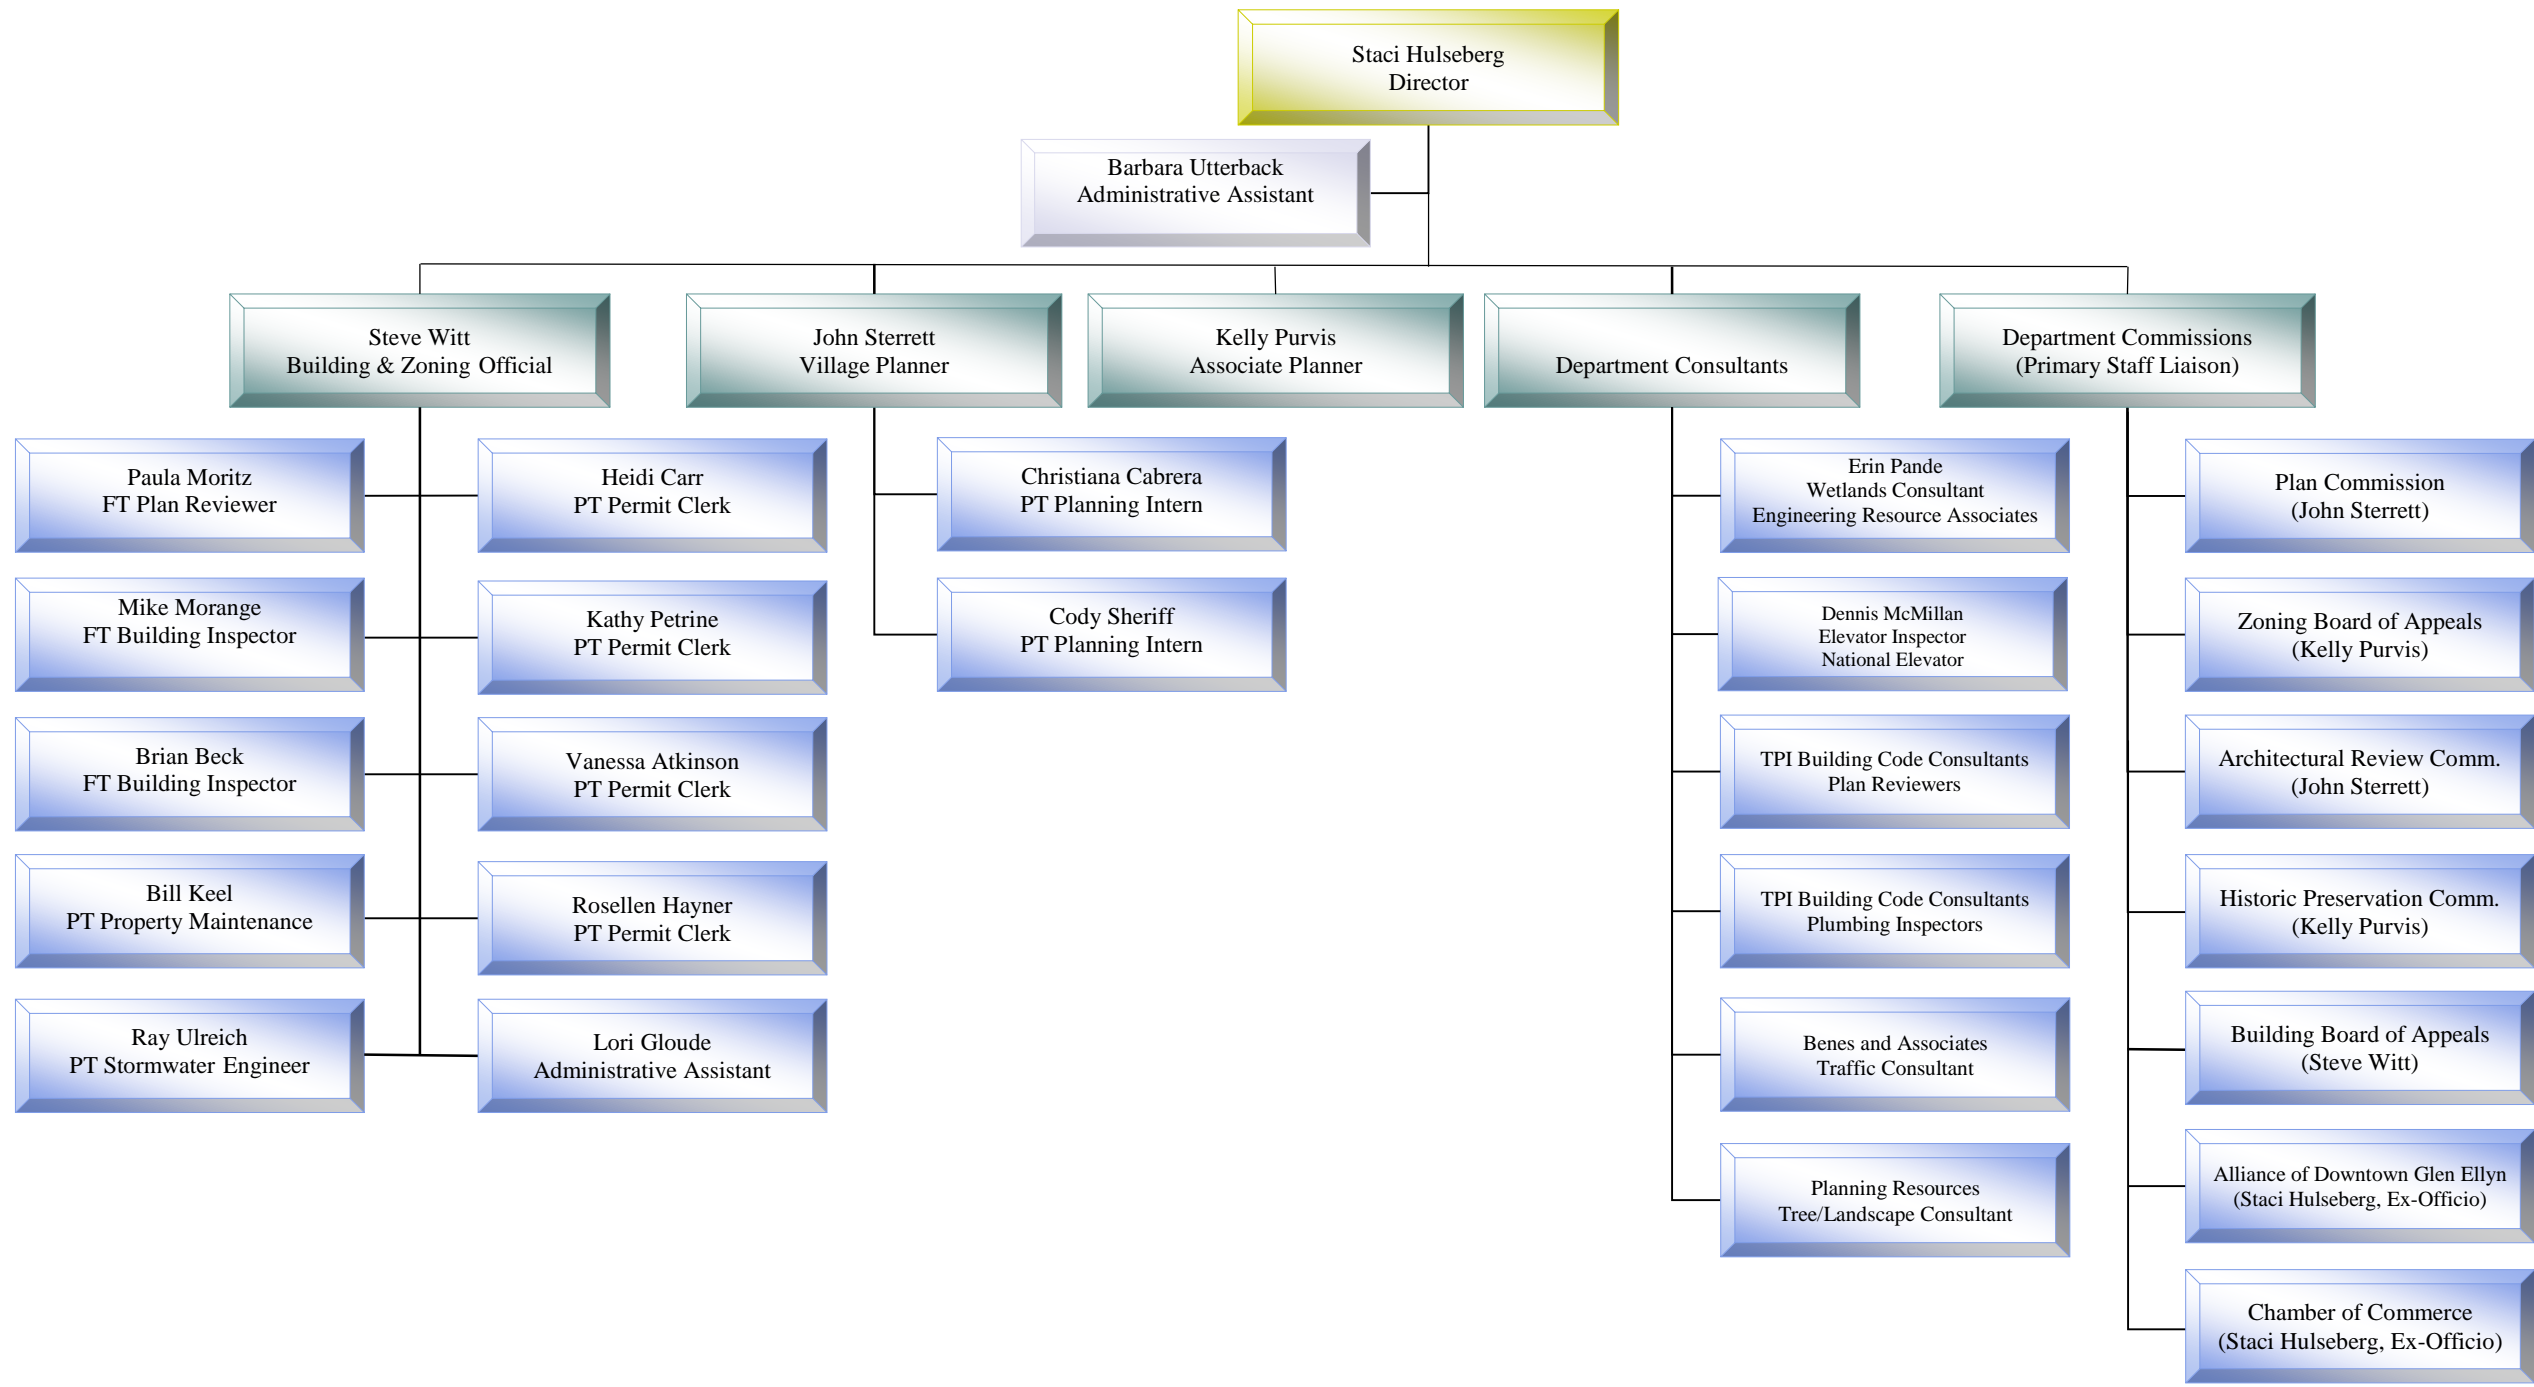 Staci Hulseberg
Director
Barbara Utterback
Administrative Assistant
Steve Witt
Building & Zoning Official
John Sterrett
Village Planner
Kelly Purvis
Associate Planner
Department Consultants
Department Commissions
(Primary Staff Liaison)
Paula Moritz
FT Plan Reviewer
Heidi Carr
PT Permit Clerk
Mike Morange
FT Building Inspector
Kathy Petrine
PT Permit Clerk
Brian Beck
FT Building Inspector
Vanessa Atkinson
PT Permit Clerk
Bill Keel
PT Property Maintenance
Rosellen Hayner
PT Permit Clerk
Ray Ulreich
PT Stormwater Engineer
Lori Gloude
Administrative Assistant
Christiana Cabrera
PT Planning Intern
Cody Sheriff
PT Planning Intern
Erin Pande
Wetlands Consultant
Engineering Resource Associates
Dennis McMillan
Elevator Inspector
National Elevator
TPI Building Code Consultants
Plan Reviewers
TPI Building Code Consultants
Plumbing Inspectors
Benes and Associates
Traffic Consultant
Planning Resources
Tree/Landscape Consultant
Plan Commission
(John Sterrett)
Zoning Board of Appeals
(Kelly Purvis)
Architectural Review Comm.
(John Sterrett)
Historic Preservation Comm.
(Kelly Purvis)
Building Board of Appeals
(Steve Witt)
Alliance of Downtown Glen Ellyn
(Staci Hulseberg, Ex-Officio)
Chamber of Commerce
(Staci Hulseberg, Ex-Officio)